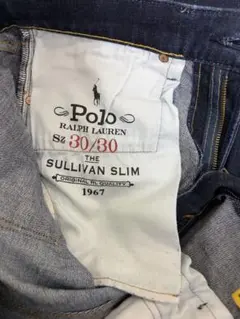 Polo
RALPH LAUREN
Sz 30/30
THE
SULLIVAN SLIM
ORIGINAL RL QUALITY
1967